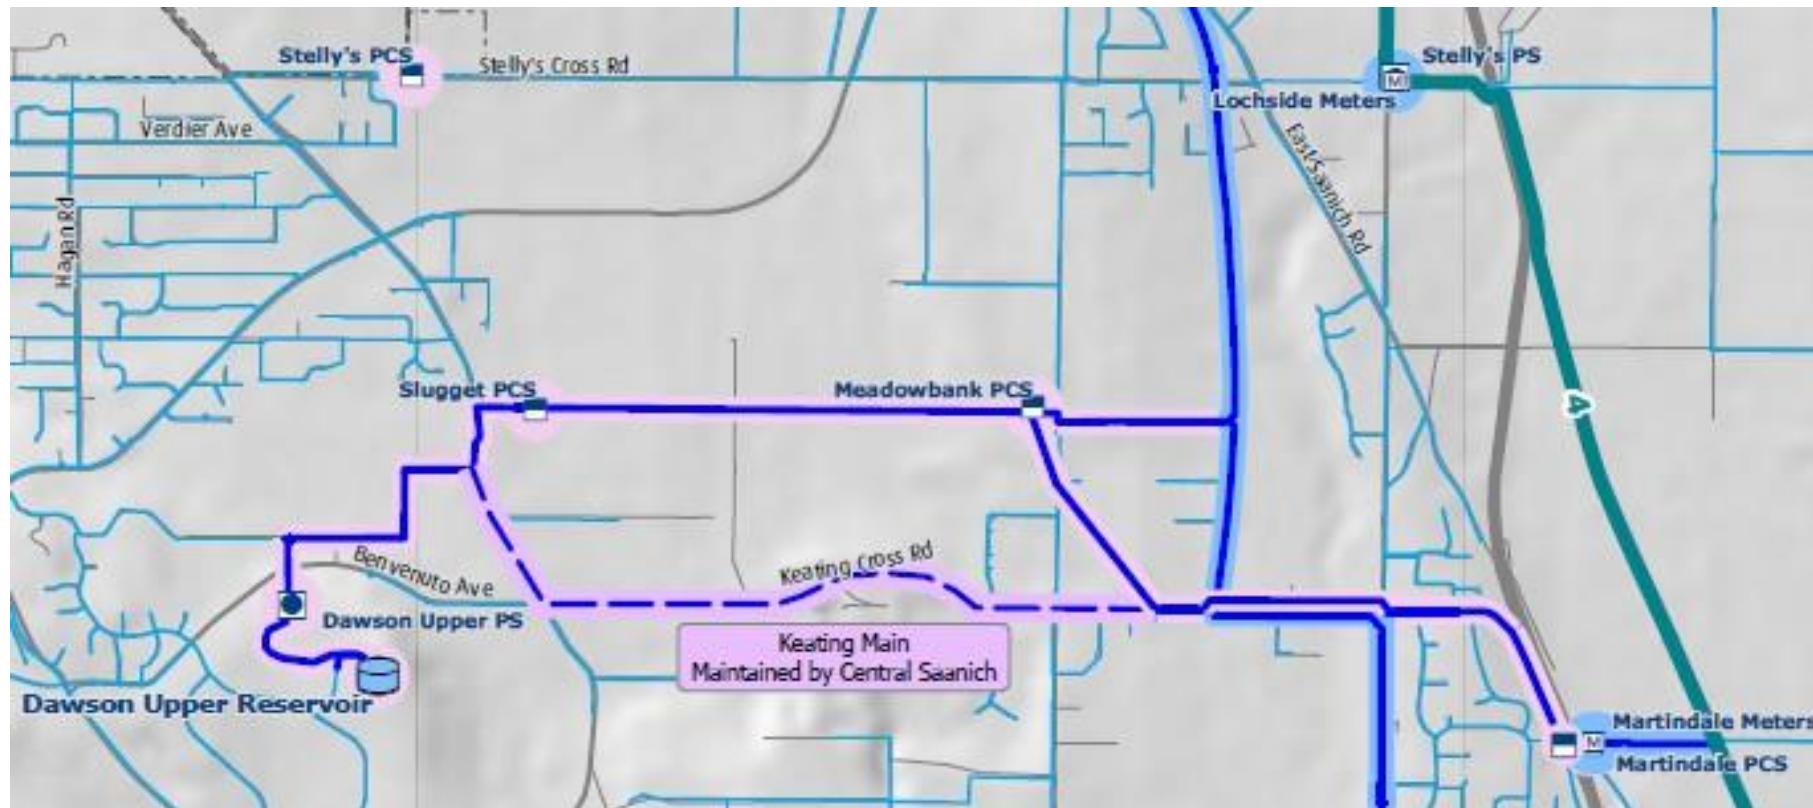 Stelly's PCS
Stelly's Cross Rd
Stelly's PS
M
Lochside Meters
Verdier Ave
East Saanich Rd
Hagan Rd
Slugget PCS
Meadowbank PCS
4
Benvenuto Ave
Keating Cross Rd
Dawson Upper PS
Keating Main
Maintained by Central Saanich
Dawson Upper Reservoir
Martindale Meters
M
Martindale PCS